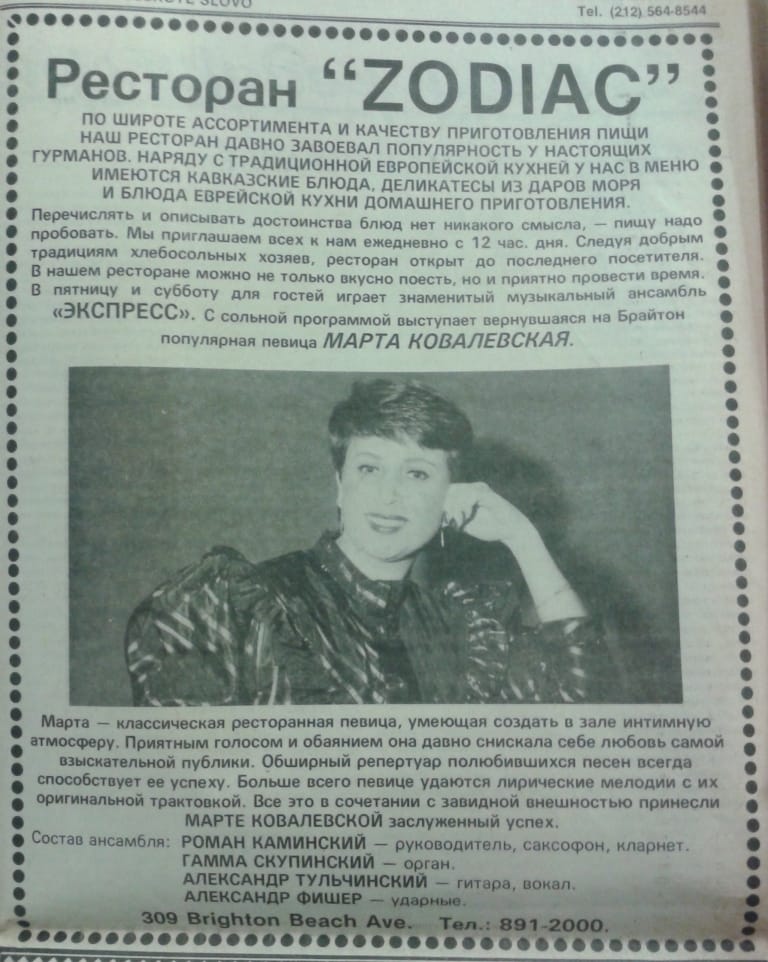 SLOVO
Tel. (212) 564-8544
Ресторан “ZODIAC”
ПО ШИРОТЕ АССОРТИМЕНТА И КАЧЕСТВУ ПРИГОТОВЛЕНИЯ ПИЩИ
НАШ РЕСТОРАН ДАВНО ЗАВОЕВАЛ ПОПУЛЯРНОСТЬ У НАСТОЯЩИХ
ГУРМАНОВ. НАРЯДУ С ТРАДИЦИОННОЙ ЕВРОПЕЙСКОЙ КУХНЕЙ У НАС В МЕНЮ
ИМЕЮТСЯ КАВКАЗСКИЕ БЛЮДА, ДЕЛИКАТЕСЫ ИЗ ДАРОВ МОРЯ
И БЛЮДА ЕВРЕЙСКОЙ КУХНИ ДОМАШНЕГО ПРИГОТОВЛЕНИЯ.
Перечислять и описывать достоинства блюд нет никакого смысла, — пищу надо
пробовать. Мы приглашаем всех к нам ежедневно с 12 час. дня. Следуя добрым
традициям хлебосольных хозяев, ресторан открыт до последнего посетителя.
В нашем ресторане можно не только вкусно поесть, но и приятно провести время.
В пятницу и субботу для гостей играет знаменитый музыкальный ансамбль
«ЭКСПРЕСС». С сольной программой выступает вернувшаяся на Брайтон
популярная певица МАРТА КОВАЛЕВСКАЯ.
Марта — классическая ресторанная певица, умеющая создать в зале интимную
атмосферу. Приятным голосом и обаянием она давно снискала себе любовь самой
взыскательной публики. Обширный репертуар полюбившихся песен всегда
способствует ее успеху. Больше всего певице удаются лирические мелодии с их
оригинальной трактовкой. Все это в сочетании с завидной внешностью принесли
МАРТЕ КОВАЛЕВСКОЙ заслуженный успех.
Состав ансамбля: РОМАН КАМИНСКИЙ — руководитель, саксофон, кларнет.
ГАММА СКУПИНСКИЙ — орган.
АЛЕКСАНДР ТУЛЬЧИНСКИЙ — гитара, вокал.
АЛЕКСАНДР ФИШЕР — ударные.
309 Brighton Beach Ave. Тел.: 891-2000.